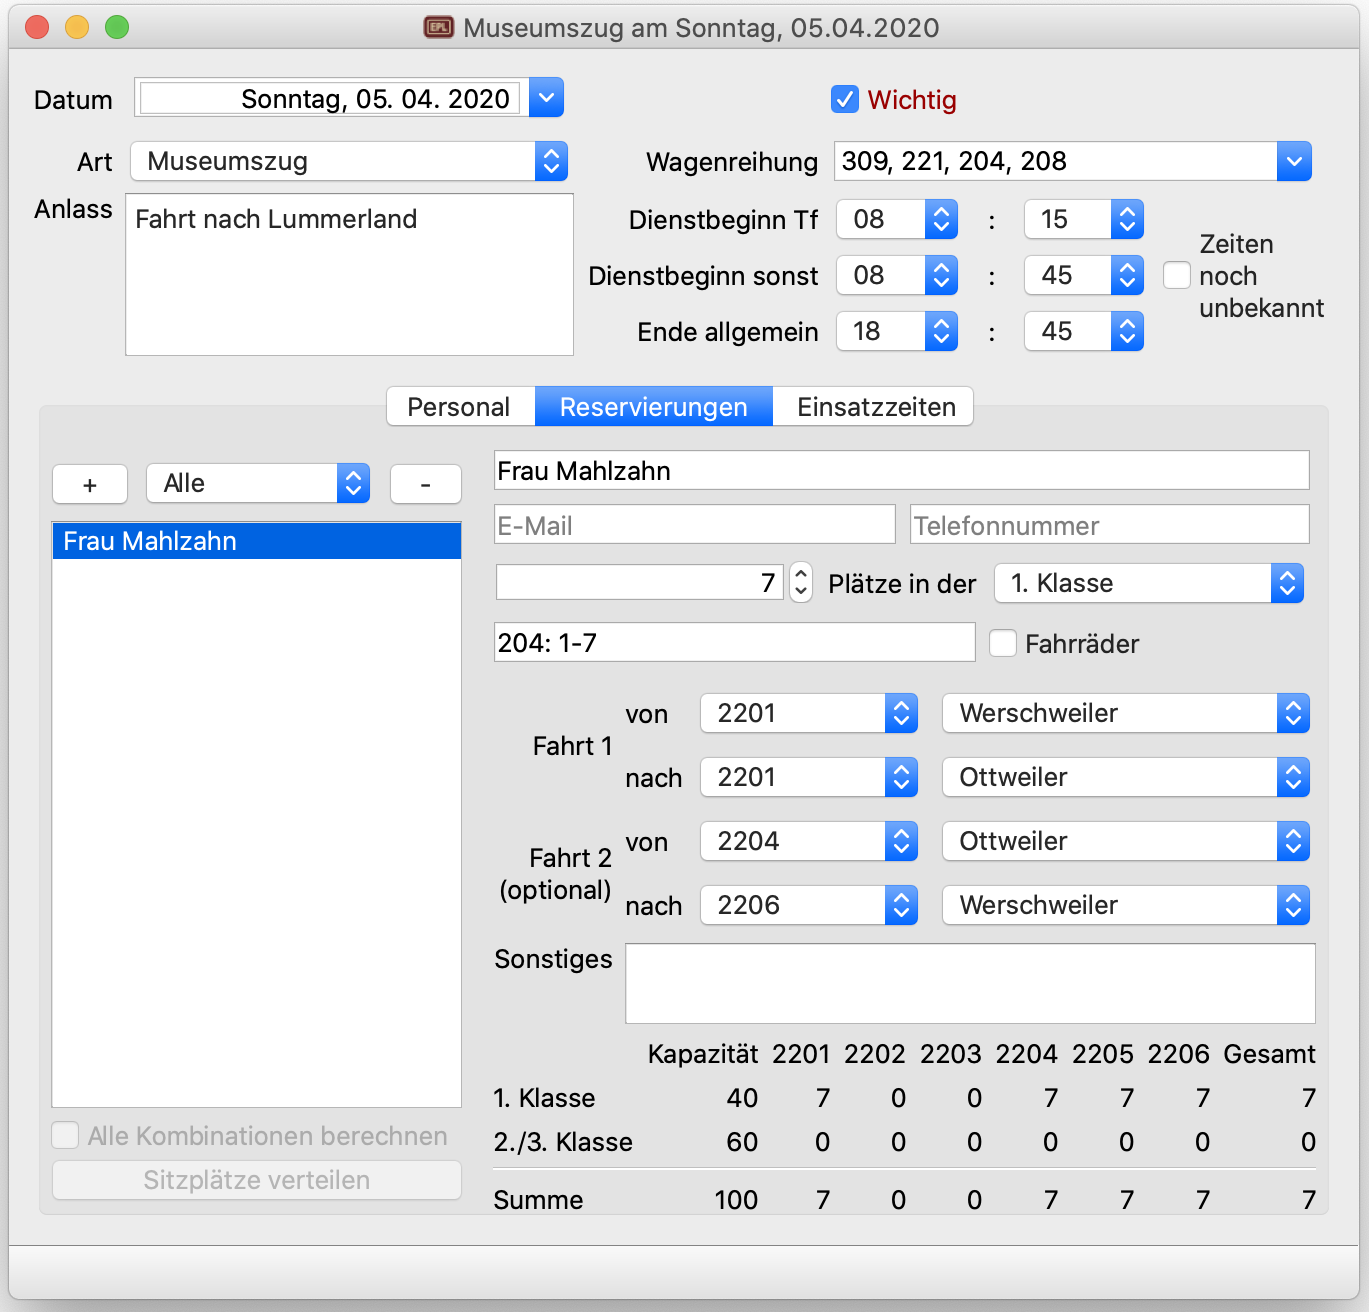 EPL Museumszug am Sonntag, 05.04.2020
Datum Sonntag, 05. 04. 2020 Wichtig
Art Museumszug Wagenreihung 309, 221, 204, 208
Anlass Fahrt nach Lummerland
Dienstbeginn Tf 08 : 15
Dienstbeginn sonst 08 : 45
Zeiten
noch
unbekannt
Ende allgemein 18 : 45
Personal Reservierungen Einsatzzeiten
+ Alle -
Frau Mahlzahn
Alle Kombinationen berechnen
Sitzplätze verteilen
Frau Mahlzahn
E-Mail Telefonnummer
7 Plätze in der 1. Klasse
204: 1-7 Fahrräder
Fahrt 1
von 2201 Werschweiler
nach 2201 Ottweiler
Fahrt 2
(optional)
von 2204 Ottweiler
nach 2206 Werschweiler
Sonstiges
Kapazität 2201 2202 2203 2204 2205 2206 Gesamt
1. Klasse 40 7 0 0 7 7 7 7
2./3. Klasse 60 0 0 0 0 0 0 0
Summe 100 7 0 0 7 7 7 7